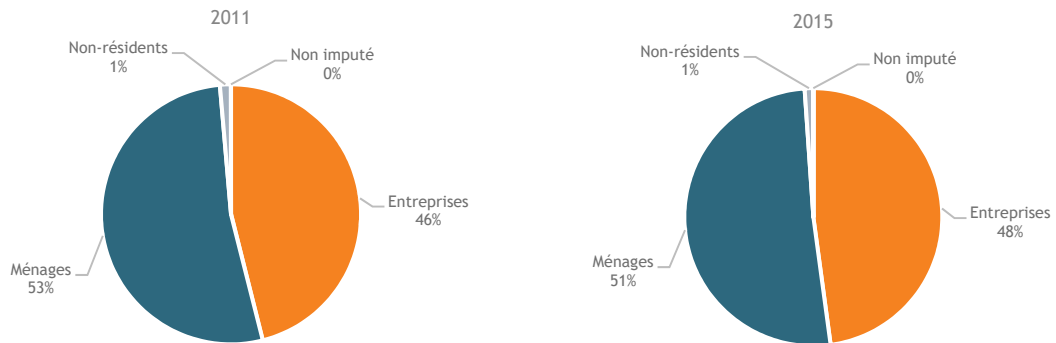 2011
Non-résidents
1%
Non imputé
0%
Entreprises
46%
Ménages
53%
2015
Non-résidents
1%
Non imputé
0%
Entreprises
48%
Ménages
51%